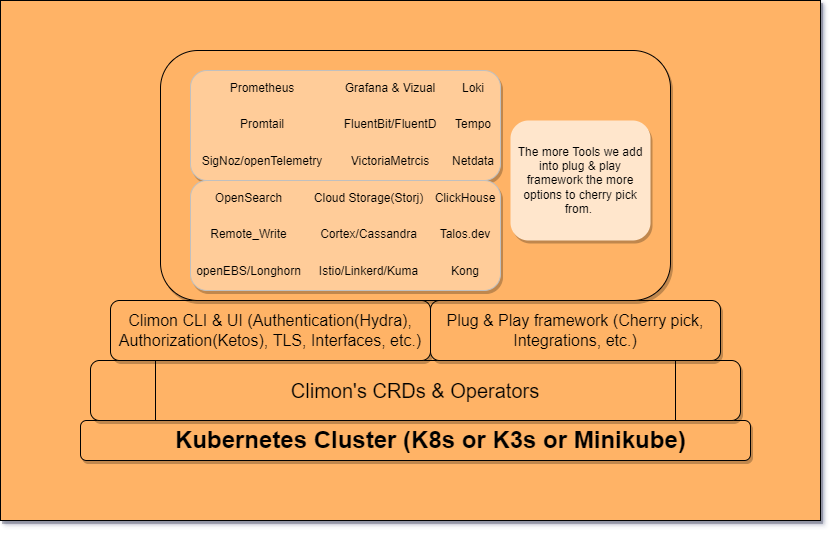 Prometheus Grafana & Vizual Loki
Promtail FluentBit/FluentD Tempo
SigNoz/openTelemetry VictoriaMetrcis Netdata
The more Tools we add
into plug & play
framework the more
options to cherry pick
from.
OpenSearch Cloud Storage(Storj) ClickHouse
Remote_Write Cortex/Cassandra Talos.dev
openEBS/Longhorn Istio/Linkerd/Kuma Kong
Climon CLI & UI (Authentication(Hydra),
Authorization(Ketos), TLS, Interfaces, etc.)
Plug & Play framework (Cherry pick,
Integrations, etc.)
Climon's CRDs & Operators
Kubernetes Cluster (K8s or K3s or Minikube)